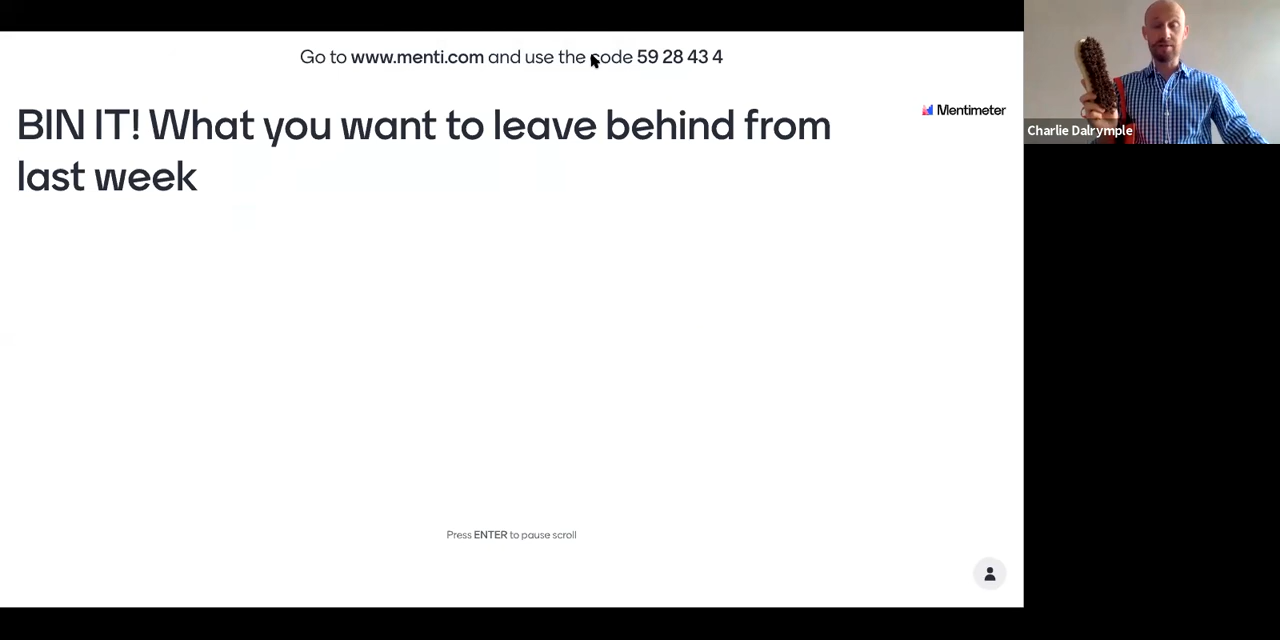 Go to www.menti.com and use the code 59 28 43 4
BIN IT! What you want to leave behind from
last week
Mentimeter
Charlie Dalrymple
Press ENTER to pause scroll